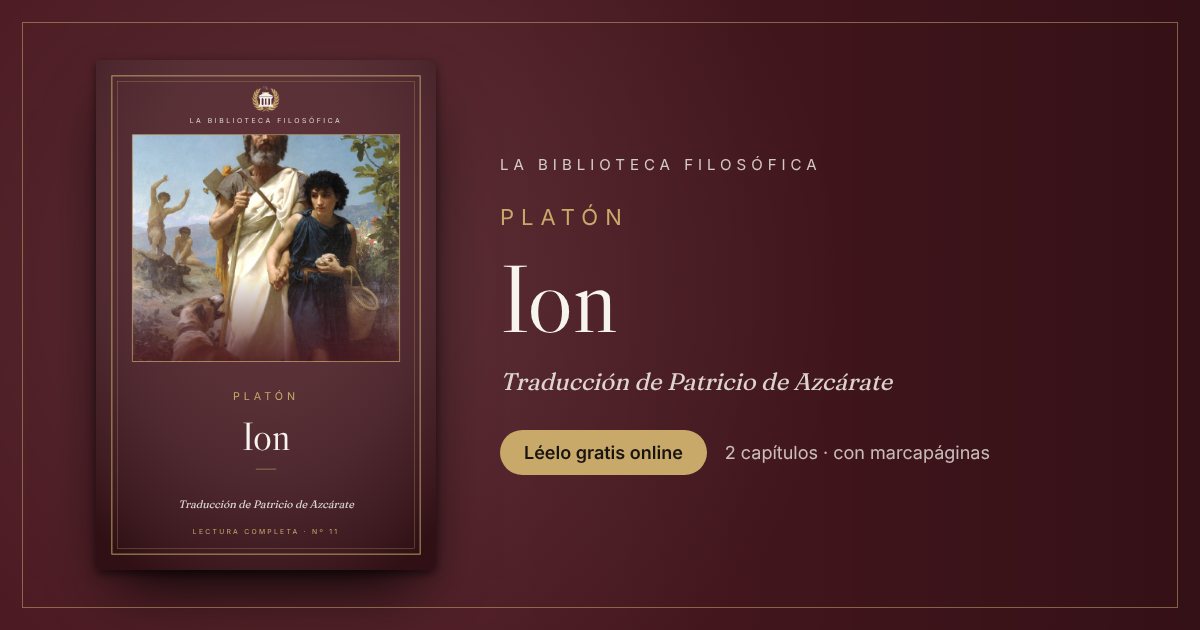 LA BIBLIOTECA FILOSÓFICA
PLATÓN
Ion
Traducción de Patricio de Azcárate
LECTURA COMPLETA · Nº 11
LA BIBLIOTECA FILOSÓFICA
PLATÓN
Ion
Traducción de Patricio de Azcárate
Léelo gratis online
2 capítulos · con marcapáginas